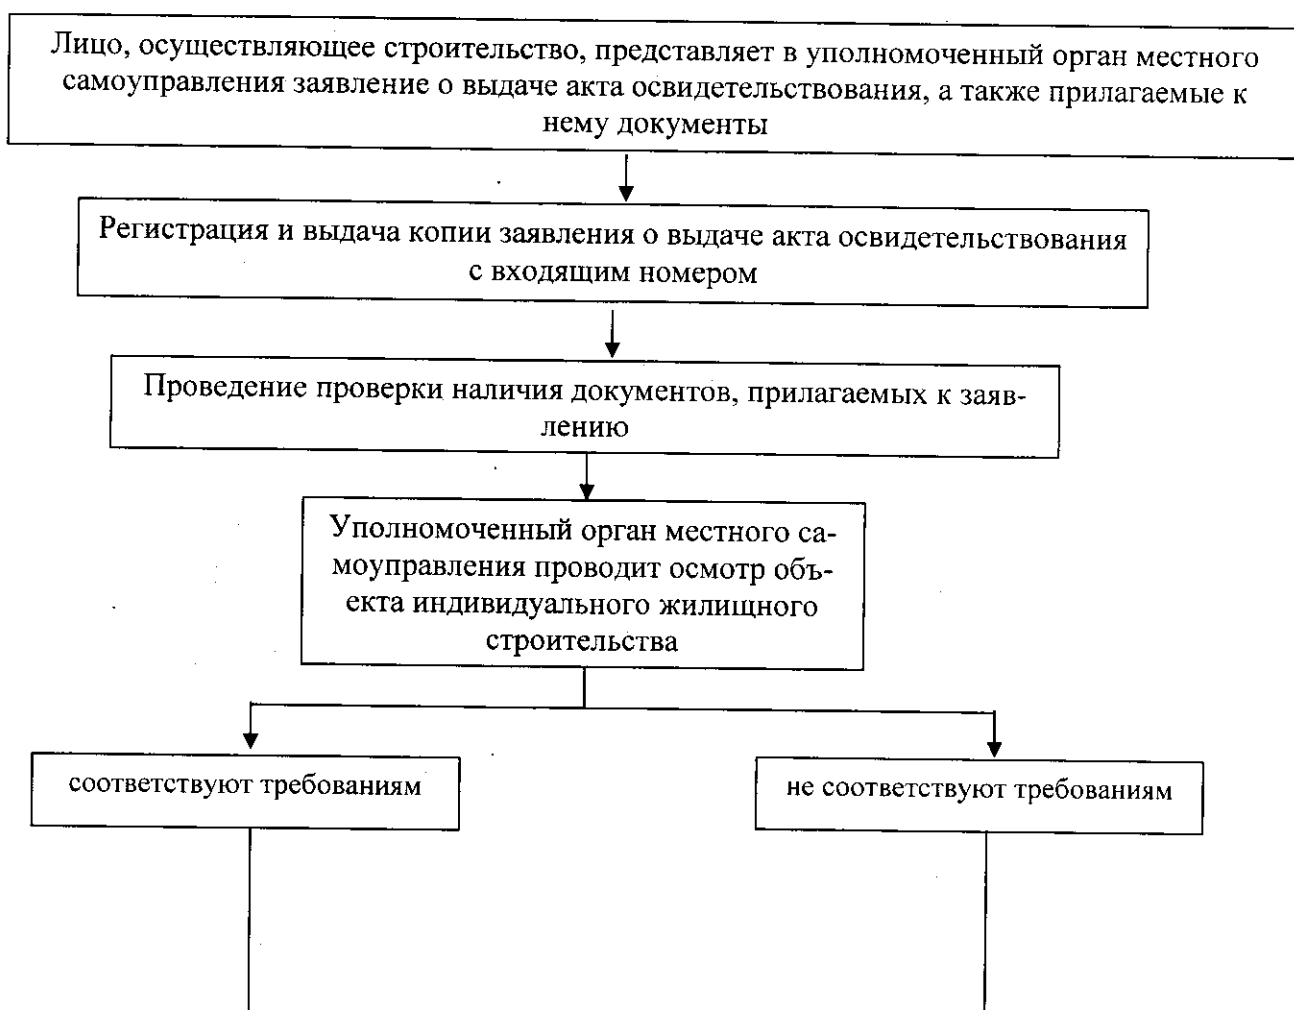 Лицо, осуществляющее строительство, представляет в уполномоченный орган местного
самоуправления заявление о выдаче акта освидетельствования, а также прилагаемые к
нему документы
Регистрация и выдача копии заявления о выдаче акта освидетельствования
с входящим номером
Проведение проверки наличия документов, прилагаемых к заяв-
лению
Уполномоченный орган местного са-
моуправления проводит осмотр объ-
екта индивидуального жилищного
строительства
соответствуют требованиям
не соответствуют требованиям